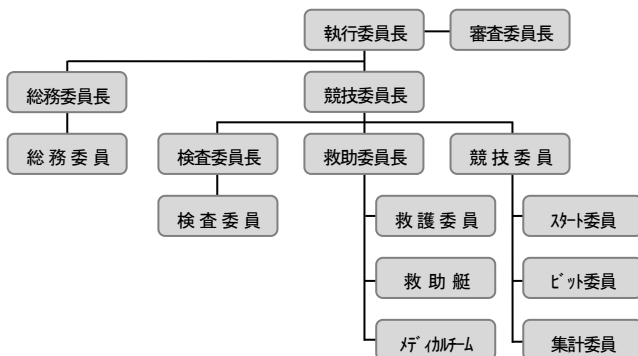 執行委員長
審査委員長
総務委員長
競技委員長
総 務 委 員
検査委員長
救助委員長
競 技 委 員
検 査 委 員
救 護 委 員
ｽﾀｰﾄ委員
救 助 艇
ﾋﾟｯﾄ委員
ﾒﾃﾞｨｶﾙﾁｰﾑ
集計委員